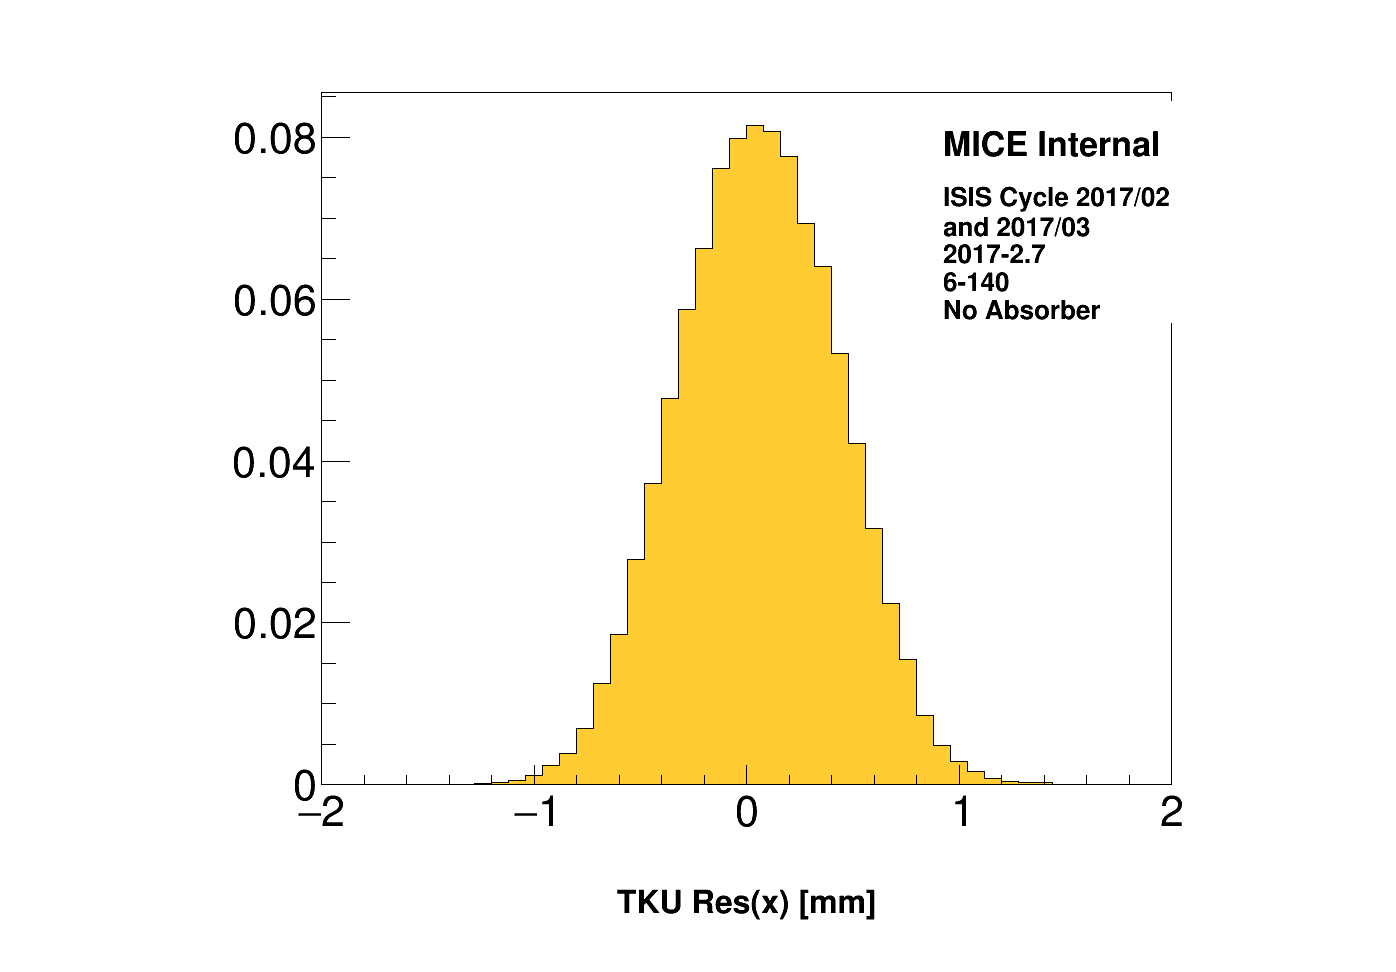 0.08
0.06
0.04
0.02
0
−2
−1
0
1
2
MICE Internal
ISIS Cycle 2017/02
and 2017/03
2017-2.7
6-140
No Absorber
TKU Res(x) [mm]